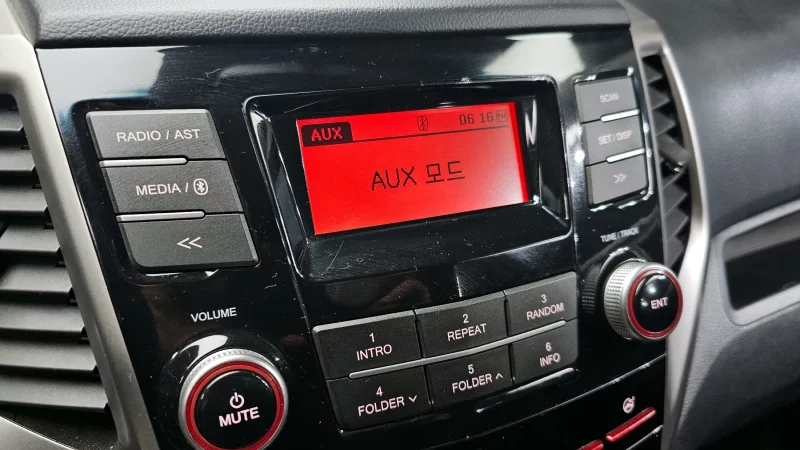 RADIO / AST
MEDIA /
<<
AUX 06:16
AUX 모드
SCAN
SET / DISP
>>
VOLUME
MUTE
1 INTRO
2 REPEAT
3 RANDOM
4 FOLDER
5 FOLDER
6 INFO
TUNE / TRACK
ENT